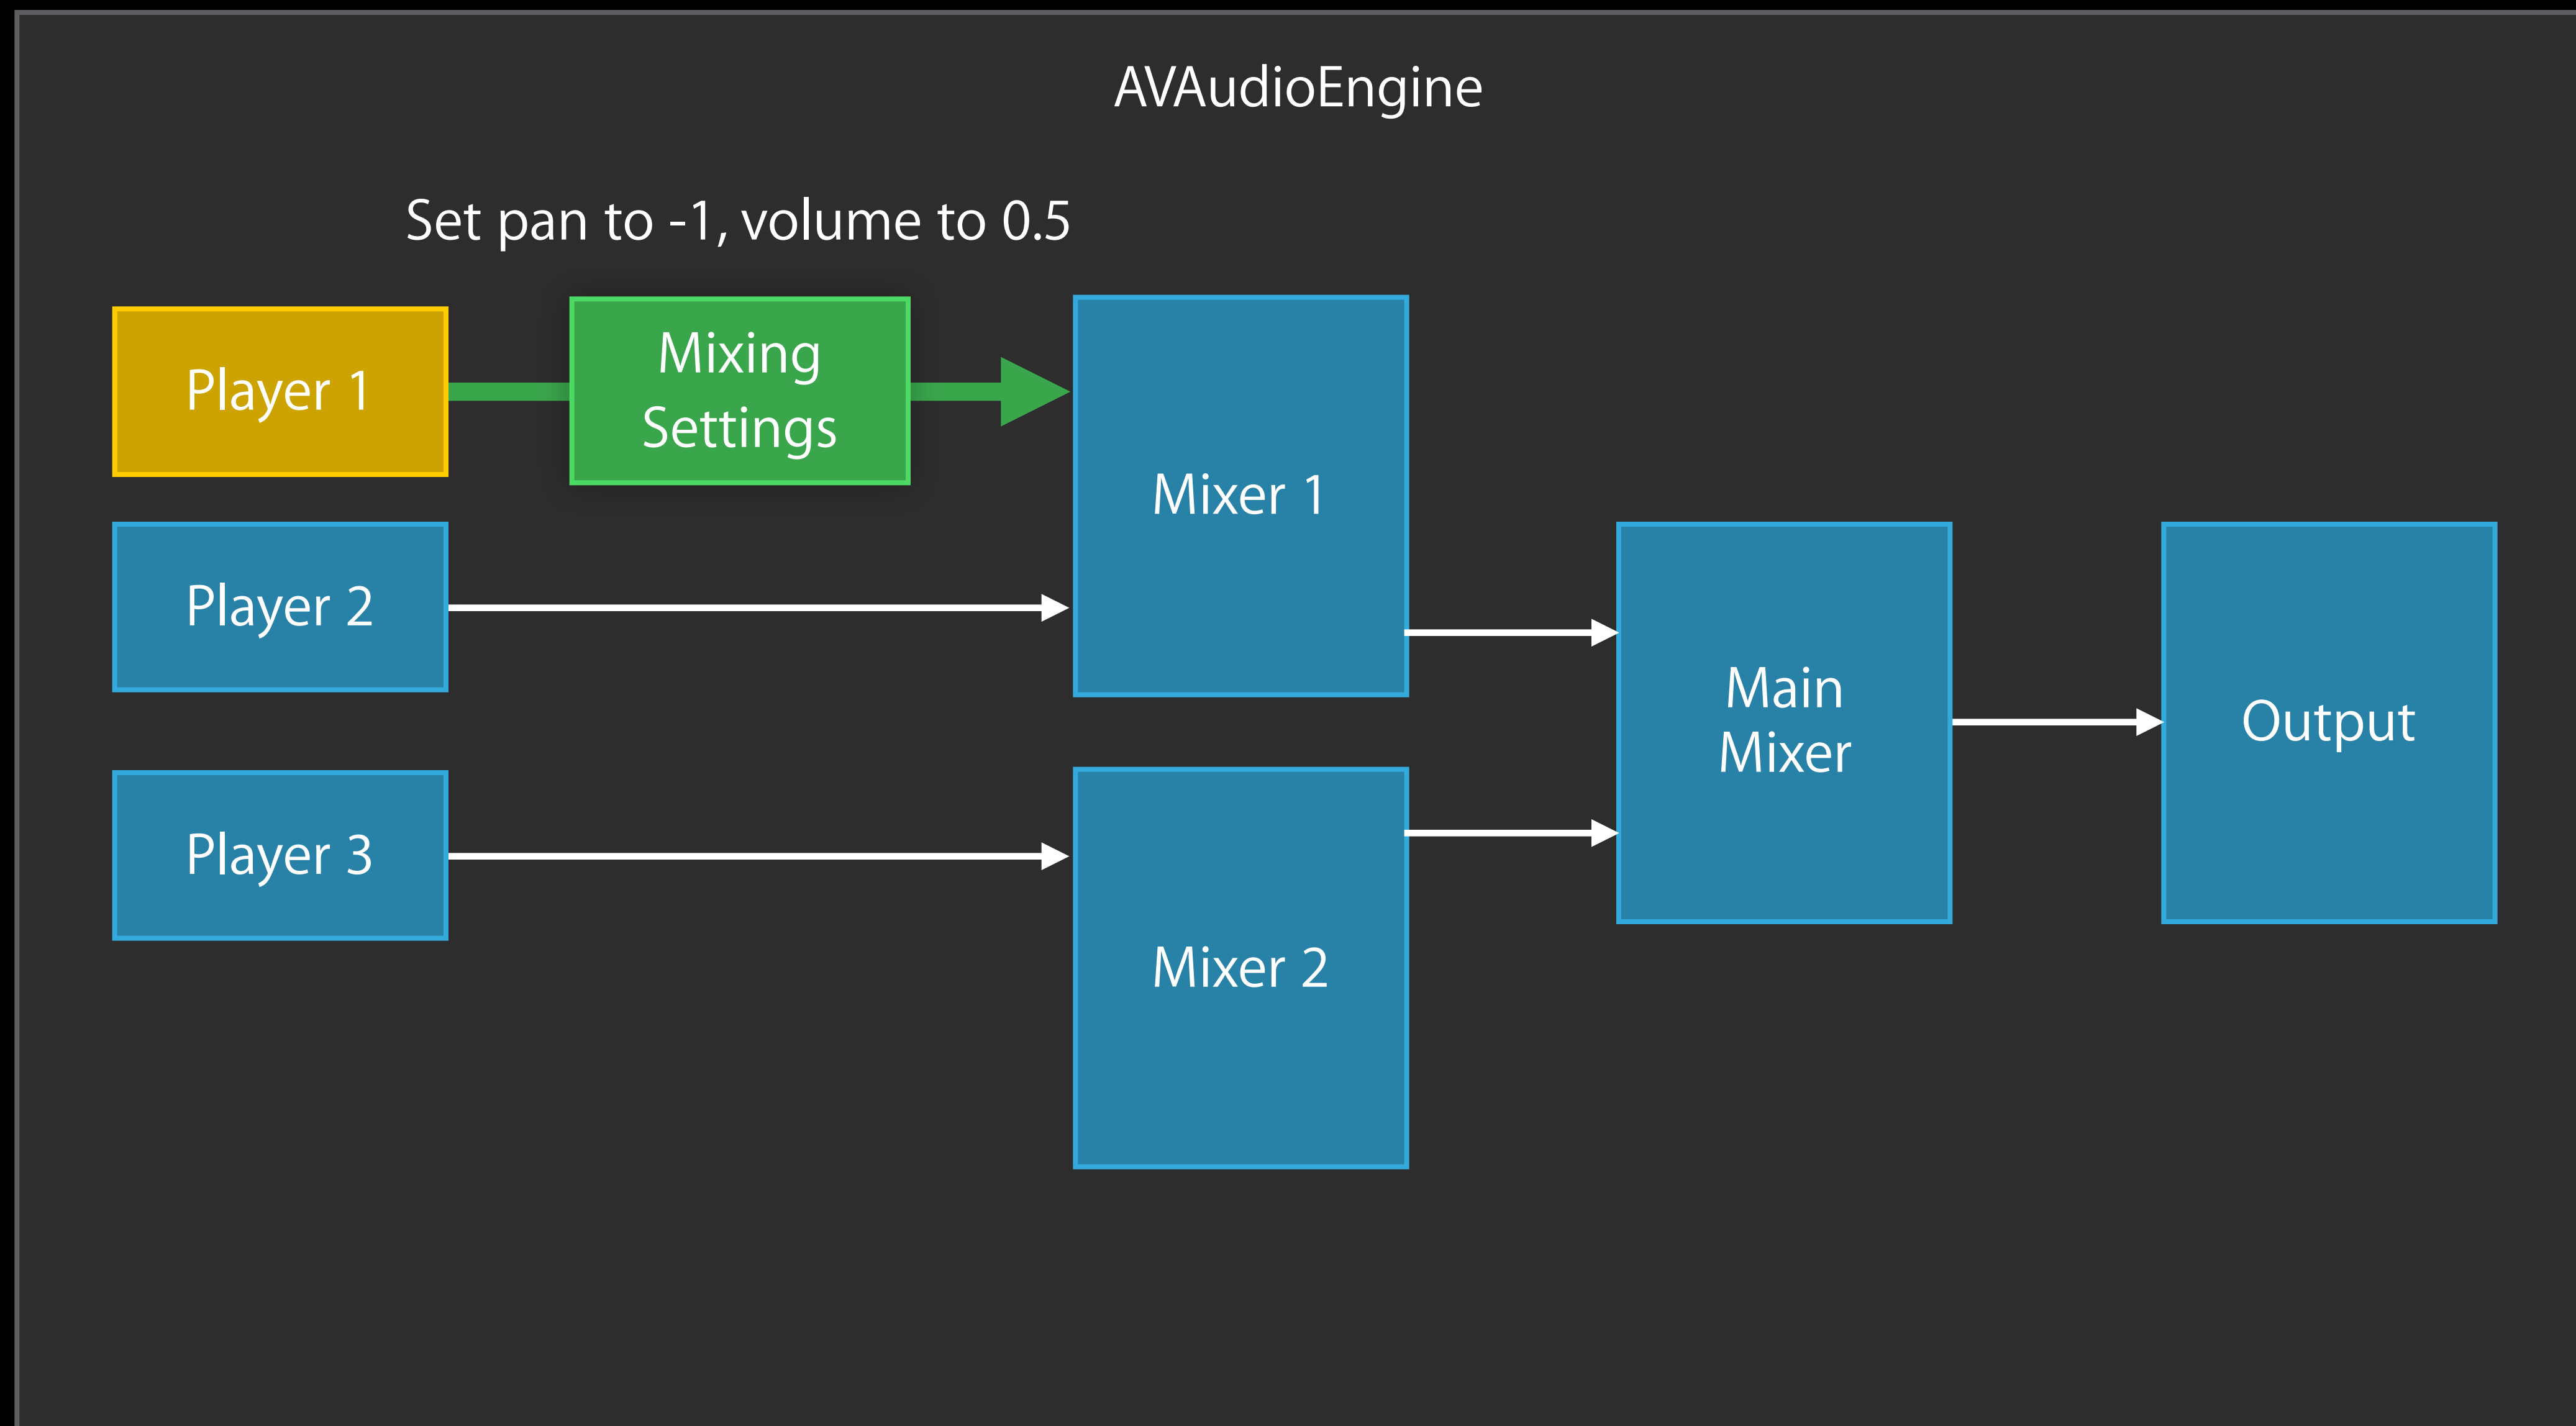 AVAudioEngine
Set pan to -1, volume to 0.5
Player 1
Mixing
Settings
Mixer 1
Player 2
Main
Mixer
Output
Player 3
Mixer 2